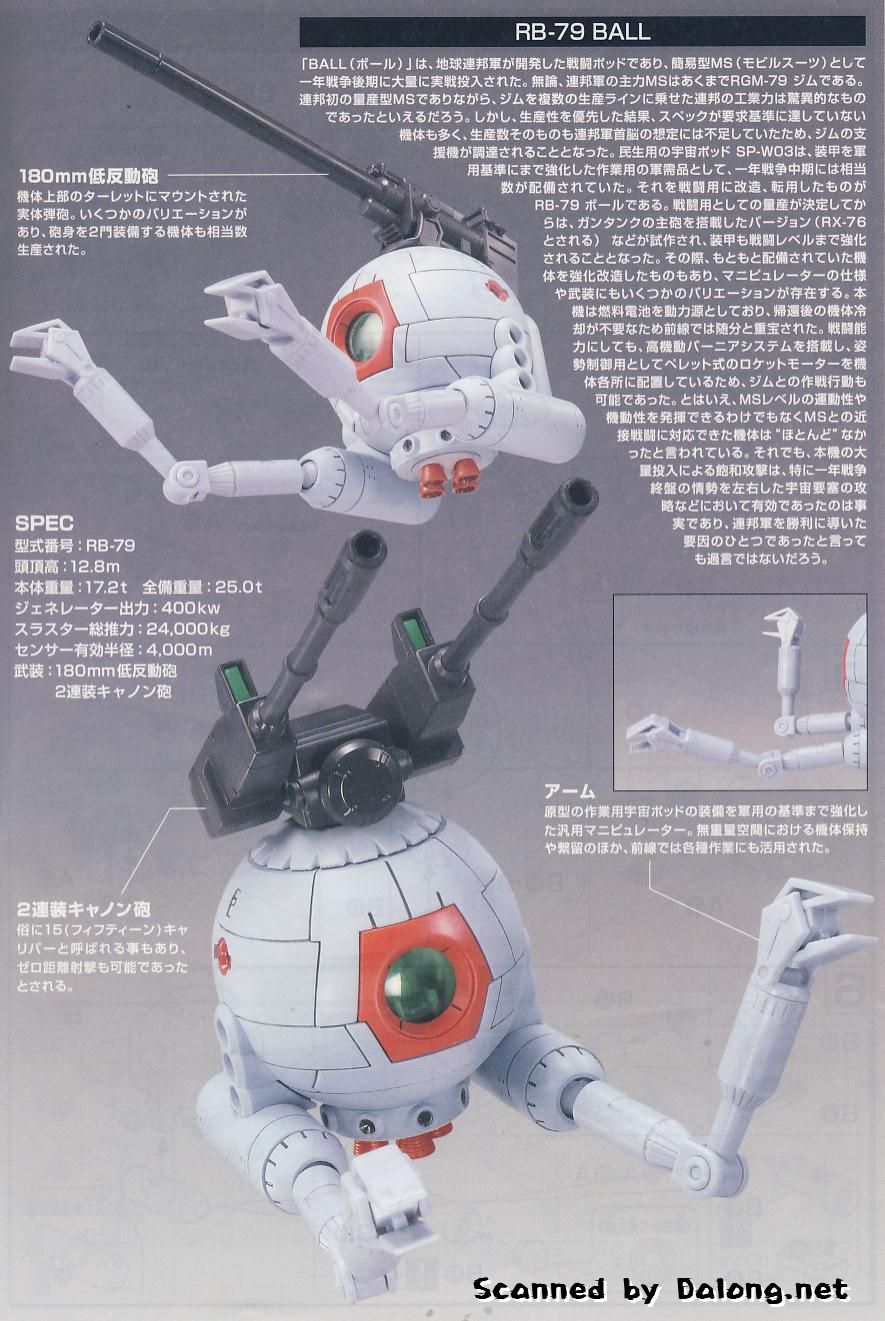 RB-79 BALL
「BALL（ボール）」は、地球連邦軍が開発した戦闘ポッドであり、簡易型MS（モビルスーツ）として
一年戦争後期に大量に実戦投入された。無論、連邦軍の主力MSはあくまでRGM-79 ジムである。
連邦初の量産型MSでありながら、ジムを複数の生産ラインに乗せた連邦の工業力は驚異的なもの
であったといえるだろう。しかし、生産性を優先した結果、スペックが要求基準に達していない
機体も多く、生産数そのものも連邦軍首脳の想定には不足していたため、ジムの支
援機が調達されることとなった。民生用の宇宙ポッド SP-W03は、装甲を軍
用基準にまで強化した作業用の軍需品として、一年戦争中期には相当
数が配備されていた。それを戦闘用に改造、転用したものが
RB-79 ボールである。戦闘用としての量産が決定してか
らは、ガンタンクの主砲を搭載したバージョン（RX-76
とされる） などが試作され、装甲も戦闘レベルまで強化
されることとなった。その際、もともと配備されていた機
体を強化改造したものもあり、マニピュレーターの仕様
や武装にもいくつかのバリエーションが存在する。本
機は燃料電池を動力源としており、帰還後の機体冷
却が不要なため前線では随分と重宝された。戦闘能
力にしても、高機動バーニアシステムを搭載し、姿
勢制御用としてペレット式のロケットモーターを機
体各所に配置しているため、ジムとの作戦行動も
可能であった。とはいえ、MSレベルの運動性や
機動性を発揮できるわけでもなくMSとの近
接戦闘に対応できた機体は“ほとんど”なか
ったと言われている。それでも、本機の大
量投入による飽和攻撃は、特に一年戦争
終盤の情勢を左右した宇宙要塞の攻
略などにおいて有効であったのは事
実であり、連邦軍を勝利に導いた
要因のひとつであったと言って
も過言ではないだろう。
180mm低反動砲
機体上部のターレットにマウントされた
実体弾砲。いくつかのバリエーションが
あり、砲身を2門装備する機体も相当数
生産された。
SPEC
型式番号：RB-79
頭頂高：12.8m
本体重量：17.2t　全備重量：25.0t
ジェネレーター出力：400kw
スラスター総推力：24,000kg
センサー有効半径：4,000m
武装：180mm低反動砲
2連装キャノン砲
アーム
原型の作業用宇宙ポッドの装備を軍用の基準まで強化し
た汎用マニピュレーター。無重量空間における機体保持
や繋留のほか、前線では各種作業にも活用された。
2連装キャノン砲
俗に15（フィフティーン）キャ
リバーと呼ばれる事もあり、
ゼロ距離射撃も可能であった
とされる。
Scanned by Dalong.net